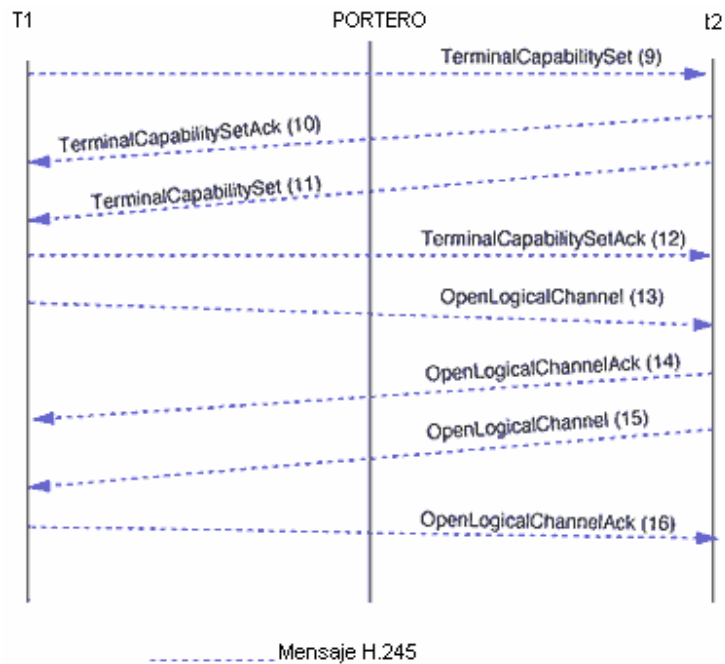 T1 PORTERO t2
TerminalCapabilitySet (9)
TerminalCapabilitySetAck (10)
TerminalCapabilitySet (11)
TerminalCapabilitySetAck (12)
OpenLogicalChannel (13)
OpenLogicalChannelAck (14)
OpenLogicalChannel (15)
OpenLogicalChannelAck (16)
Mensaje H.245